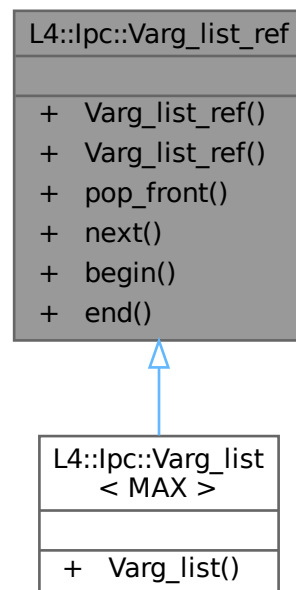 L4::Ipc::Varg_list_ref
+ Varg_list_ref()
+ Varg_list_ref()
+ pop_front()
+ next()
+ begin()
+ end()
L4::Ipc::Varg_list
< MAX >
+ Varg_list()